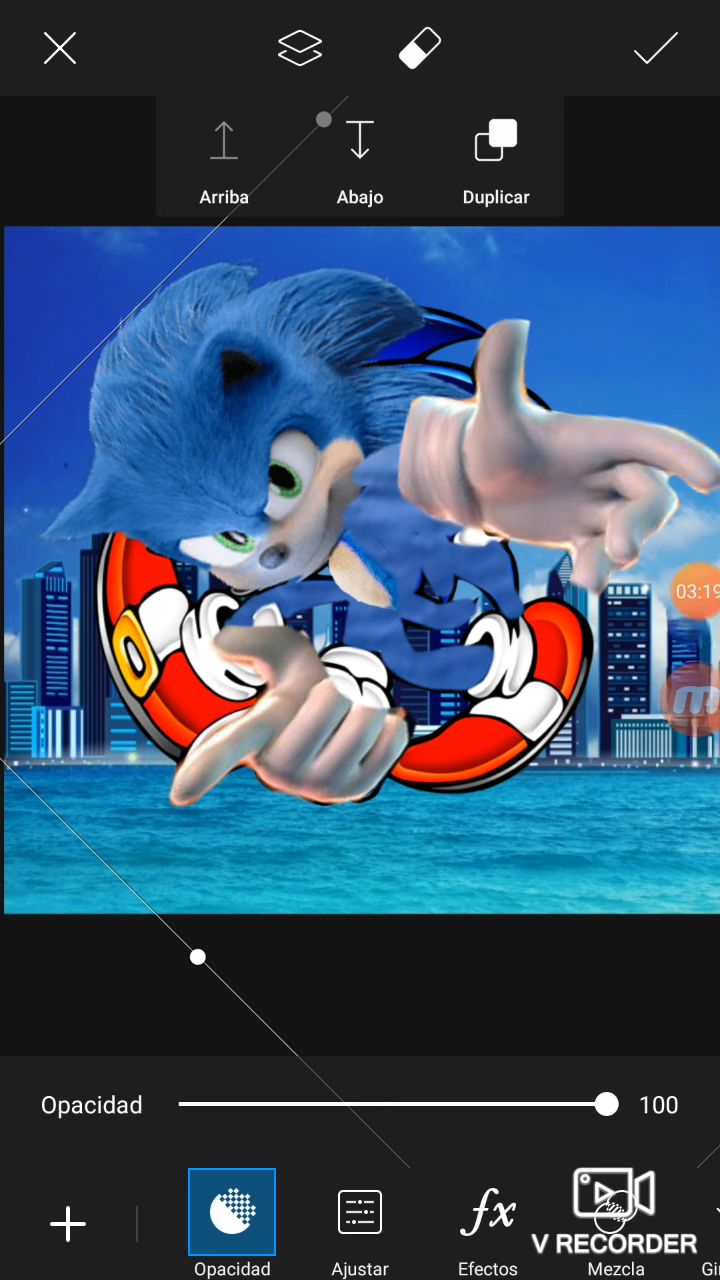 Arriba Abajo Duplicar
03:19
Opacidad 100
V RECORDER
Opacidad Ajustar Efectos Mezcla